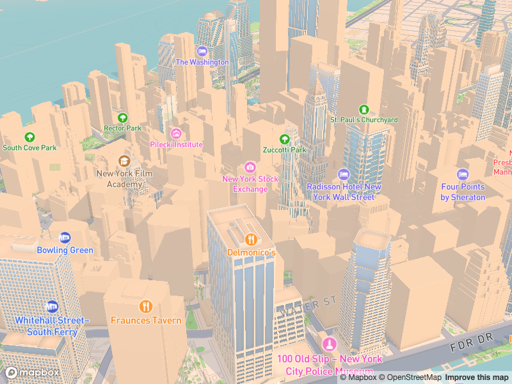 The Washington
Rector Park
South Cove Park
Pileck Institute
St. Paul's Churchyard
Zuccotti Park
New York Film
Academy
New York Stock
Exchange
Radisson Hotel New
York Wall Street
Four Points
by Sheraton
Bowling Green
Delmonico's
Whitehall Street-
South Ferry
Fraunces Tavern
ST
FDR DR
100 Old Slip - New York
City Police Museum
mapbox
© Mapbox © OpenStreetMap Improve this map